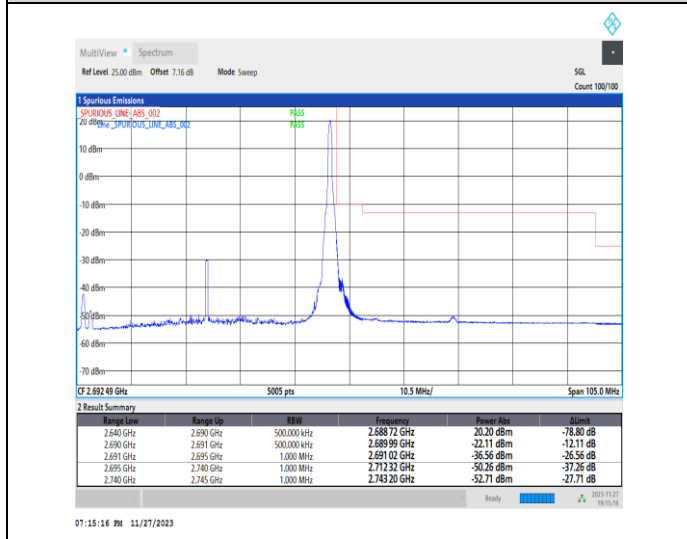 MultiView Spectrum
Ref Level 25.00 dBm Offset 7.16 dB Mode Sweep SGL
Count 100/100
1 Spurious Emissions
SPURIOUS_LINE_ABS_002 PASS
20 dBm Line _SPURIOUS_LINE_ABS_002 PASS
10 dBm
0 dBm
-10 dBm
-20 dBm
-30 dBm
-40 dBm
-50 dBm
-60 dBm
-70 dBm
CF 2.692 49 GHz 5005 pts 10.5 MHz/ Span 105.0 MHz
2 Result Summary
Range Low Range Up RBW Frequency Power Abs ΔLimit
2.640 GHz 2.690 GHz 500.000 kHz 2.688 72 GHz 20.20 dBm -78.80 dB
2.690 GHz 2.691 GHz 500.000 kHz 2.689 99 GHz -22.11 dBm -12.11 dB
2.691 GHz 2.695 GHz 1.000 MHz 2.691 02 GHz -36.56 dBm -26.56 dB
2.695 GHz 2.740 GHz 1.000 MHz 2.712 32 GHz -50.26 dBm -37.26 dB
2.740 GHz 2.745 GHz 1.000 MHz 2.743 20 GHz -52.71 dBm -27.71 dB
Ready 2023-11-27
19:15:16
07:15:16 PM 11/27/2023